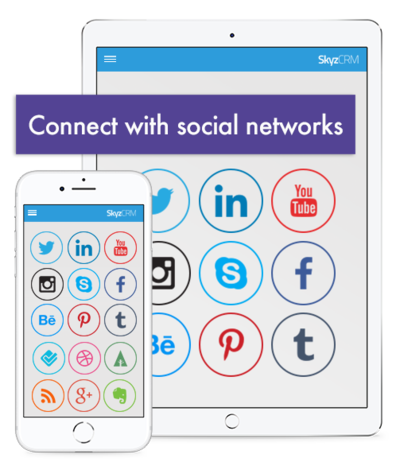 SkyzCRM
Connect with social networks
SkyzCRM
in
You
Tube
in
You
Tube
S
f
S
f
Bē
t
Bē
t
g+